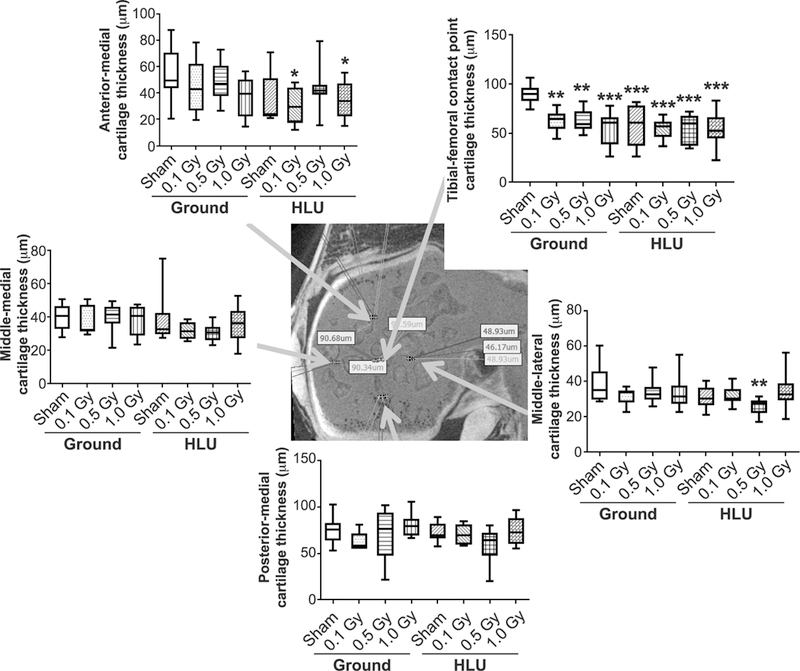 Anterior-medial
cartilage thickness (µm)
100
80
60
40
20
0
*
*
Sham
0.1 Gy
0.5 Gy
1.0 Gy
Sham
0.1 Gy
0.5 Gy
1.0 Gy
Ground
HLU
Tibial-femoral contact point
cartilage thickness (µm)
150
100
50
0
**
**
***
***
***
***
***
Sham
0.1 Gy
0.5 Gy
1.0 Gy
Sham
0.1 Gy
0.5 Gy
1.0 Gy
Ground
HLU
Middle-medial
cartilage thickness (µm)
80
60
40
20
0
Sham
0.1 Gy
0.5 Gy
1.0 Gy
Sham
0.1 Gy
0.5 Gy
1.0 Gy
Ground
HLU
90.68um
90.34um
48.93um
46.17um
48.93um
Middle-lateral
cartilage thickness (µm)
80
60
40
20
0
**
Sham
0.1 Gy
0.5 Gy
1.0 Gy
Sham
0.1 Gy
0.5 Gy
1.0 Gy
Ground
HLU
Posterior-medial
cartilage thickness (µm)
150
100
50
0
Sham
0.1 Gy
0.5 Gy
1.0 Gy
Sham
0.1 Gy
0.5 Gy
1.0 Gy
Ground
HLU